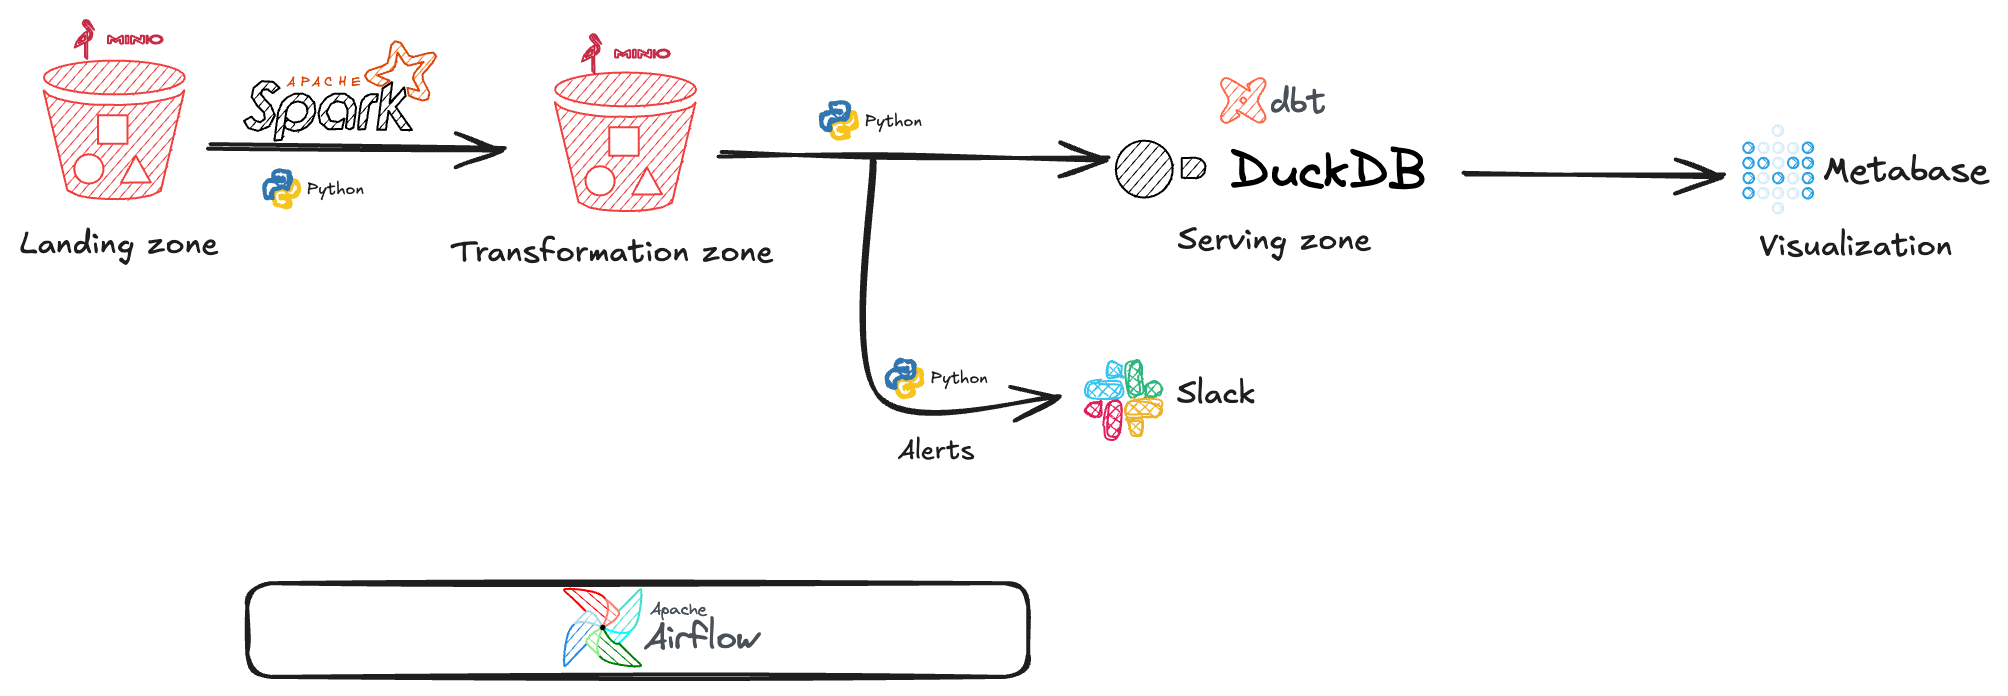 MINIO
APACHE
Spark
Python
Landing zone
MINIO
Transformation zone
Python
dbt
DuckDB
Serving zone
Metabase
Visualization
Python
Slack
Alerts
Apache
Airflow